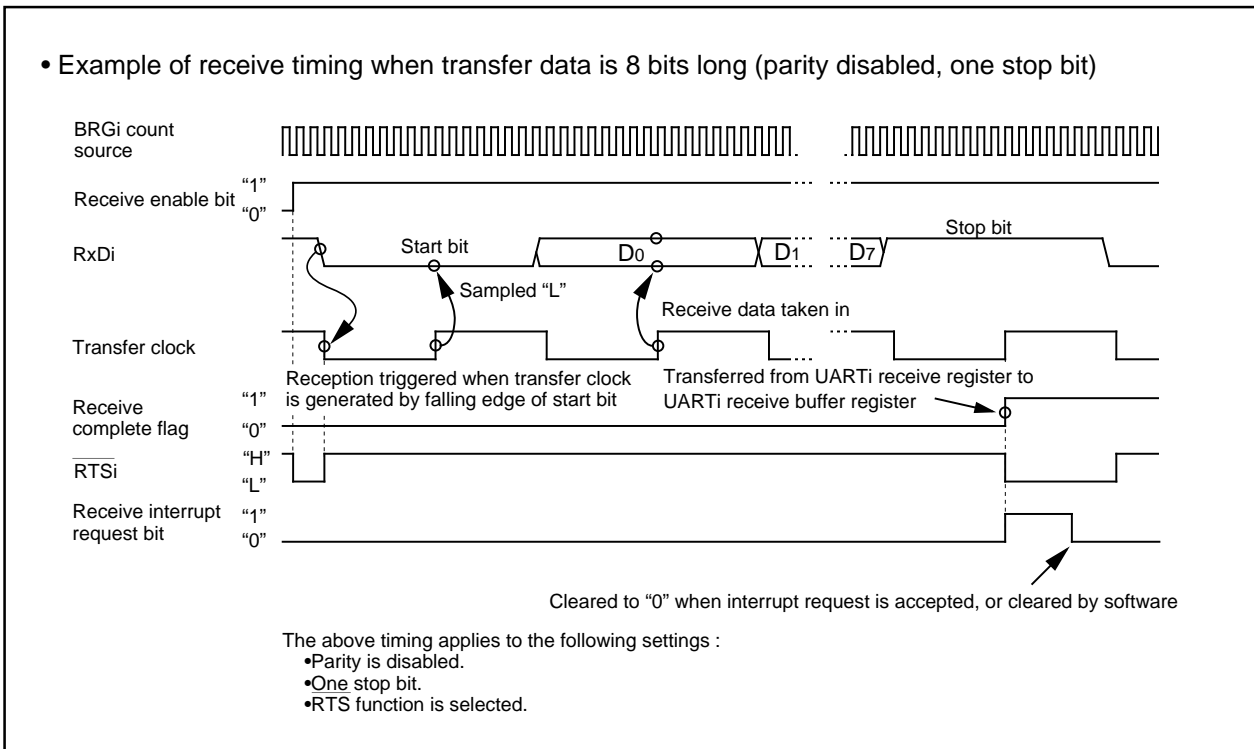 • Example of receive timing when transfer data is 8 bits long (parity disabled, one stop bit)
BRGi count
source
Receive enable bit
“1”
“0”
RxDi
Start bit
D0
D1
D7
Stop bit
Sampled “L”
Receive data taken in
Transfer clock
Reception triggered when transfer clock
is generated by falling edge of start bit
Transferred from UARTi receive register to
UARTi receive buffer register
Receive
complete flag
“1”
“0”
RTSi
“H”
“L”
Receive interrupt
request bit
“1”
“0”
Cleared to “0” when interrupt request is accepted, or cleared by software
The above timing applies to the following settings :
•Parity is disabled.
•One stop bit.
•RTS function is selected.